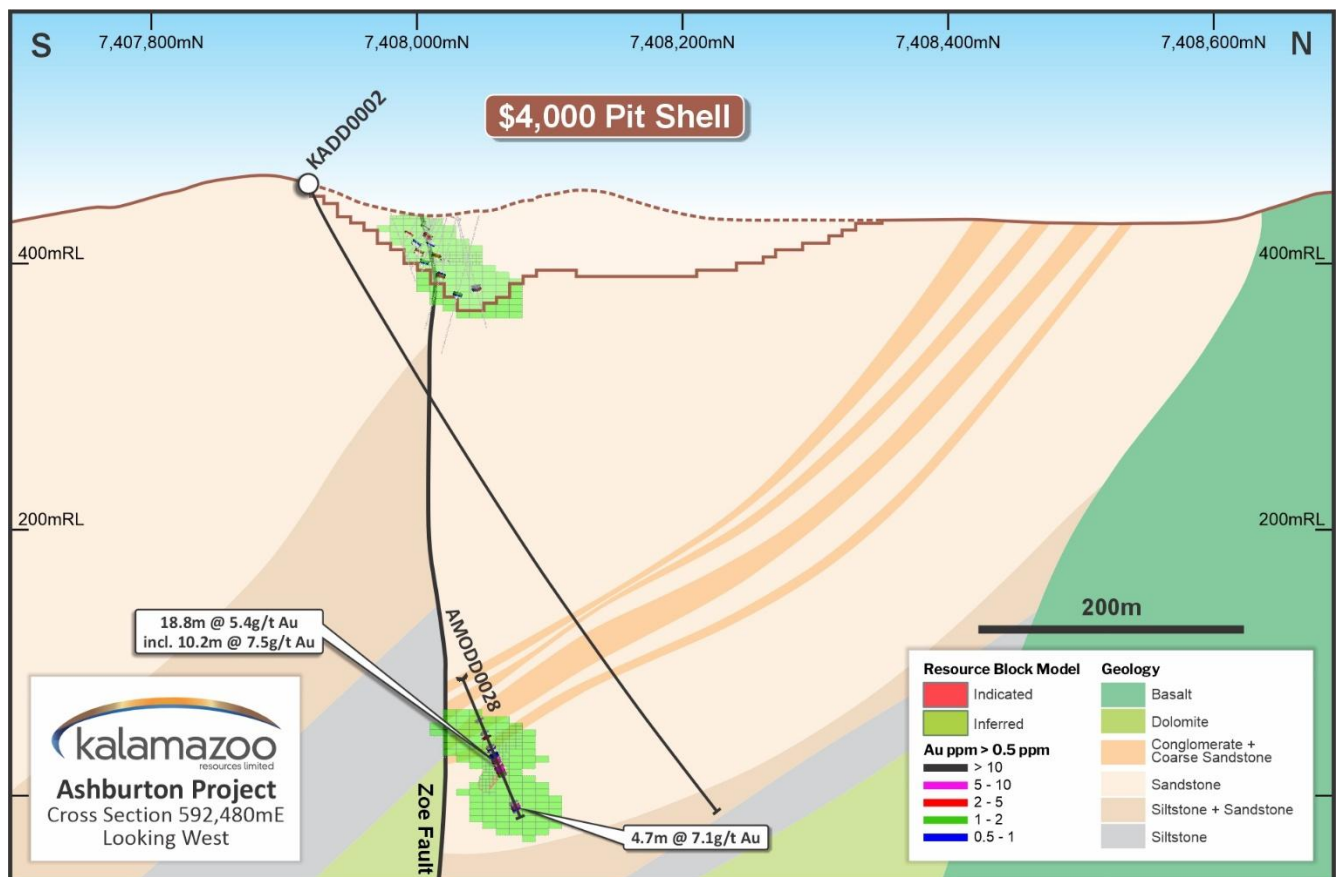 S
7,407,800mN
7,408,000mN
7,408,200mN
7,408,400mN
7,408,600mN
N
$4,000 Pit Shell
KADD0002
400mRL
400mRL
200mRL
200mRL
18.8m @ 5.4g/t Au
incl. 10.2m @ 7.5g/t Au
AMODD0028
Zoe Fault
4.7m @ 7.1g/t Au
200m
kalamazoo
resources limited
Ashburton Project
Cross Section 592,480mE
Looking West
Resource Block Model
Indicated
Inferred
Au ppm > 0.5 ppm
> 10
5 - 10
2 - 5
1 - 2
0.5 - 1
Geology
Basalt
Dolomite
Conglomerate +
Coarse Sandstone
Sandstone
Siltstone + Sandstone
Siltstone